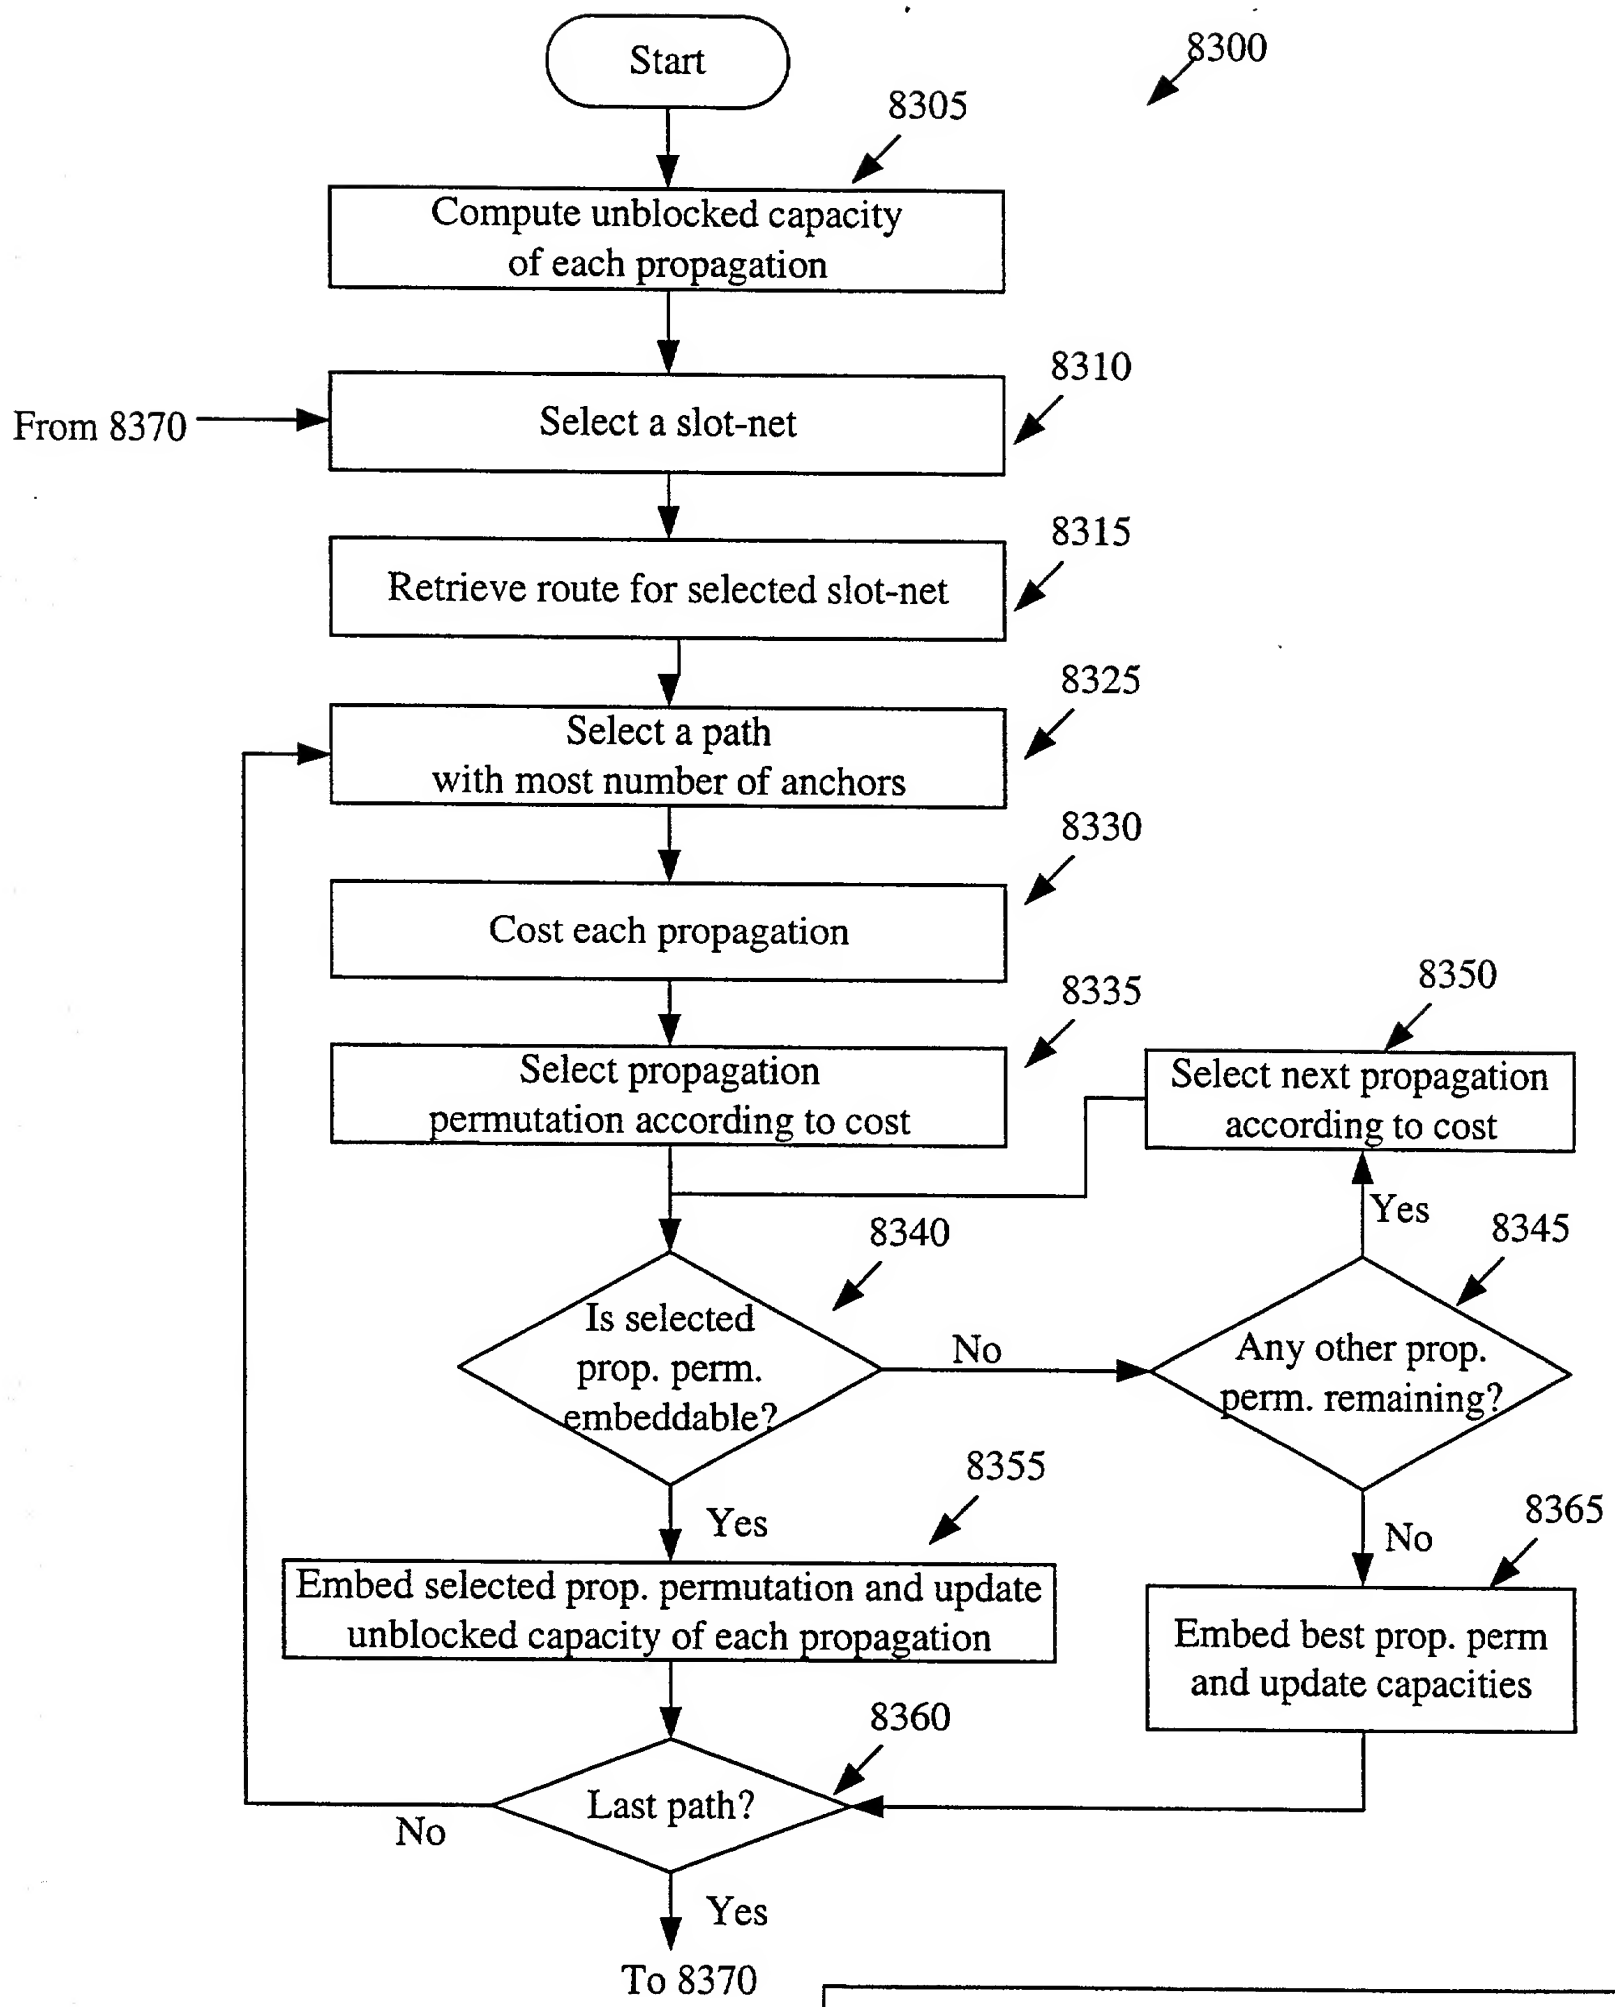 Start
8300
8305
Compute unblocked capacity
of each propagation
8310
From 8370
Select a slot-net
8315
Retrieve route for selected slot-net
8325
Select a path
with most number of anchors
8330
Cost each propagation
8335
Select propagation
permutation according to cost
8350
Select next propagation
according to cost
Yes
8340
8345
Is selected
prop. perm.
embeddable?
No
Any other prop.
perm. remaining?
8355
Yes
No
8365
Embed selected prop. permutation and update
unblocked capacity of each propagation
Embed best prop. perm
and update capacities
8360
Last path?
No
Yes
To 8370